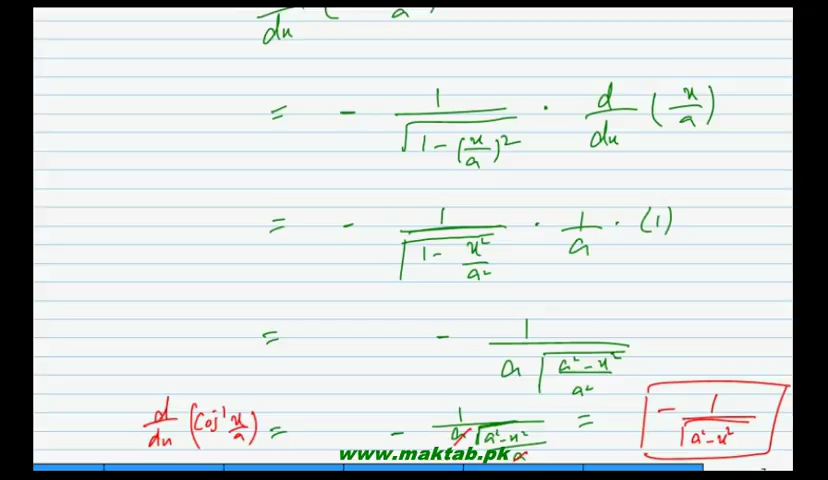 d/dx ( a
= - 1/√(1 - (x/a)²) · d/dx (x/a)
= - 1/√(1 - x²/a²) · 1/a · (1)
= - 1/(a √((a² - x²)/a²))
d/dx (Cos⁻¹ x/a) = - 1/(a √(a² - x²)/a) = - 1/√(a² - x²)
www.maktab.pk